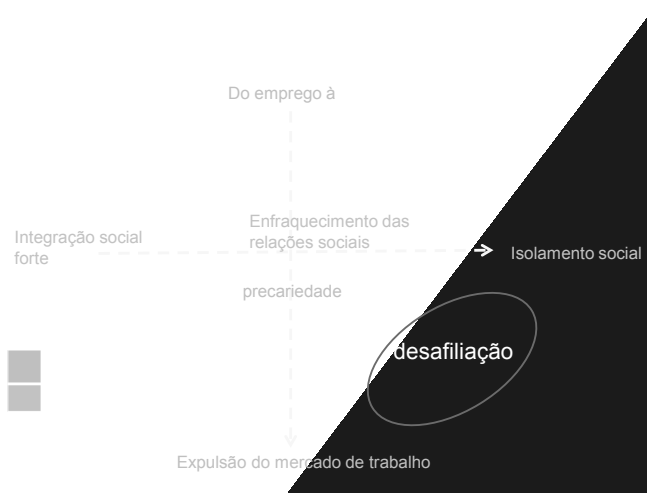 Do emprego à
Enfraquecimento das
relações sociais
Integração social
forte
Isolamento social
precariedade
desafiliação
Expulsão do mercado de trabalho